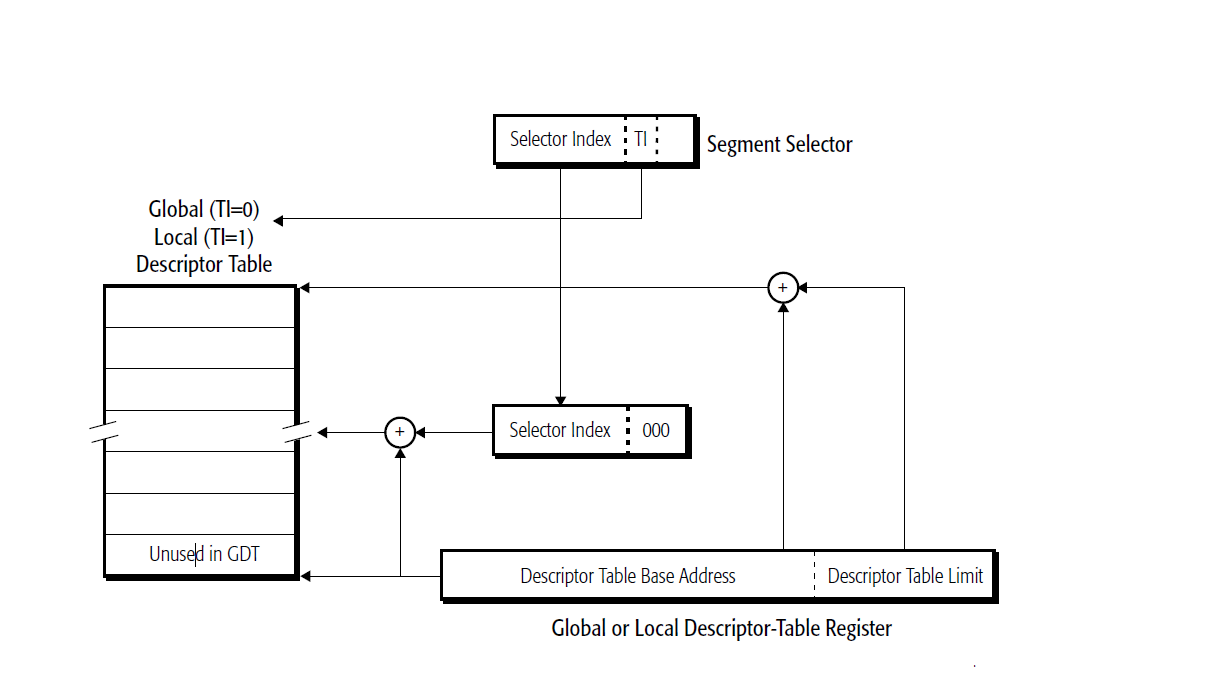 Selector Index TI
Segment Selector
Global (TI=0)
Local (TI=1)
Descriptor Table
+
Selector Index 000
+
Unused in GDT
Descriptor Table Base Address Descriptor Table Limit
Global or Local Descriptor-Table Register